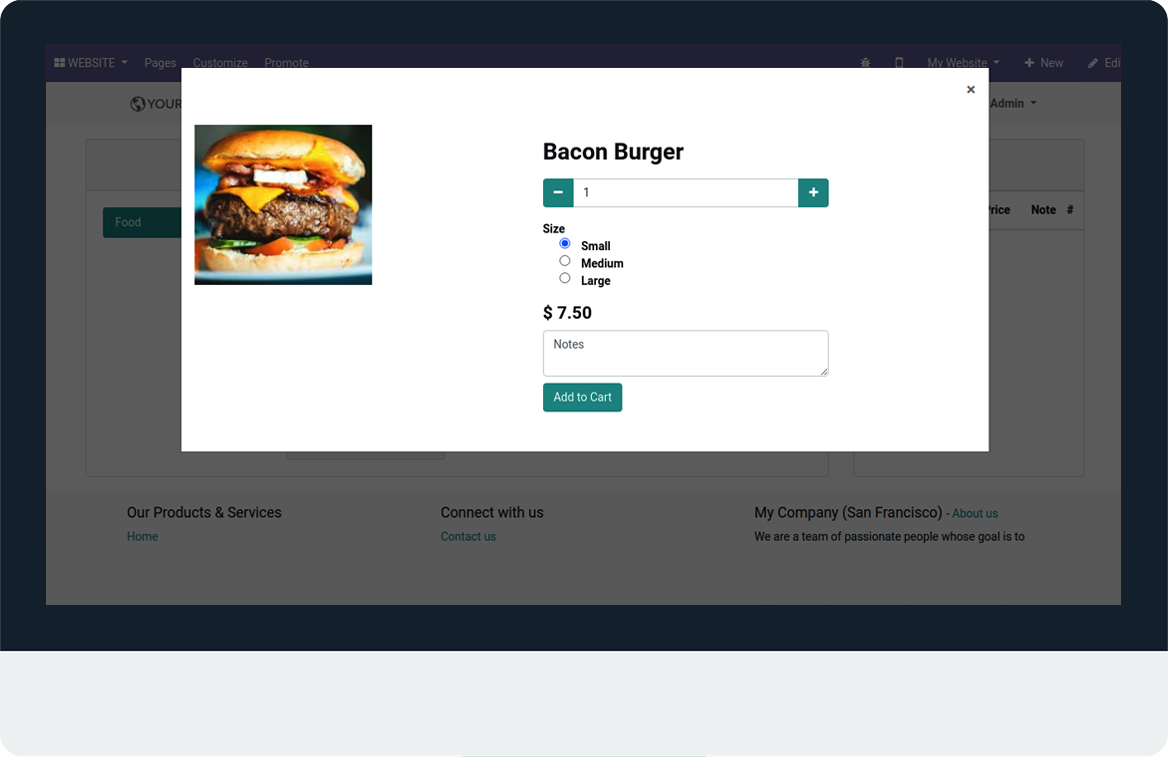 WEBSITE Pages Customize Promote My Website + New Edi
YOUR Admin
×
Bacon Burger
− 1 +
Food
Price Note #
Size
Small
Medium
Large
$ 7.50
Notes
Add to Cart
Our Products & Services Connect with us My Company (San Francisco) - About us
Home Contact us We are a team of passionate people whose goal is to